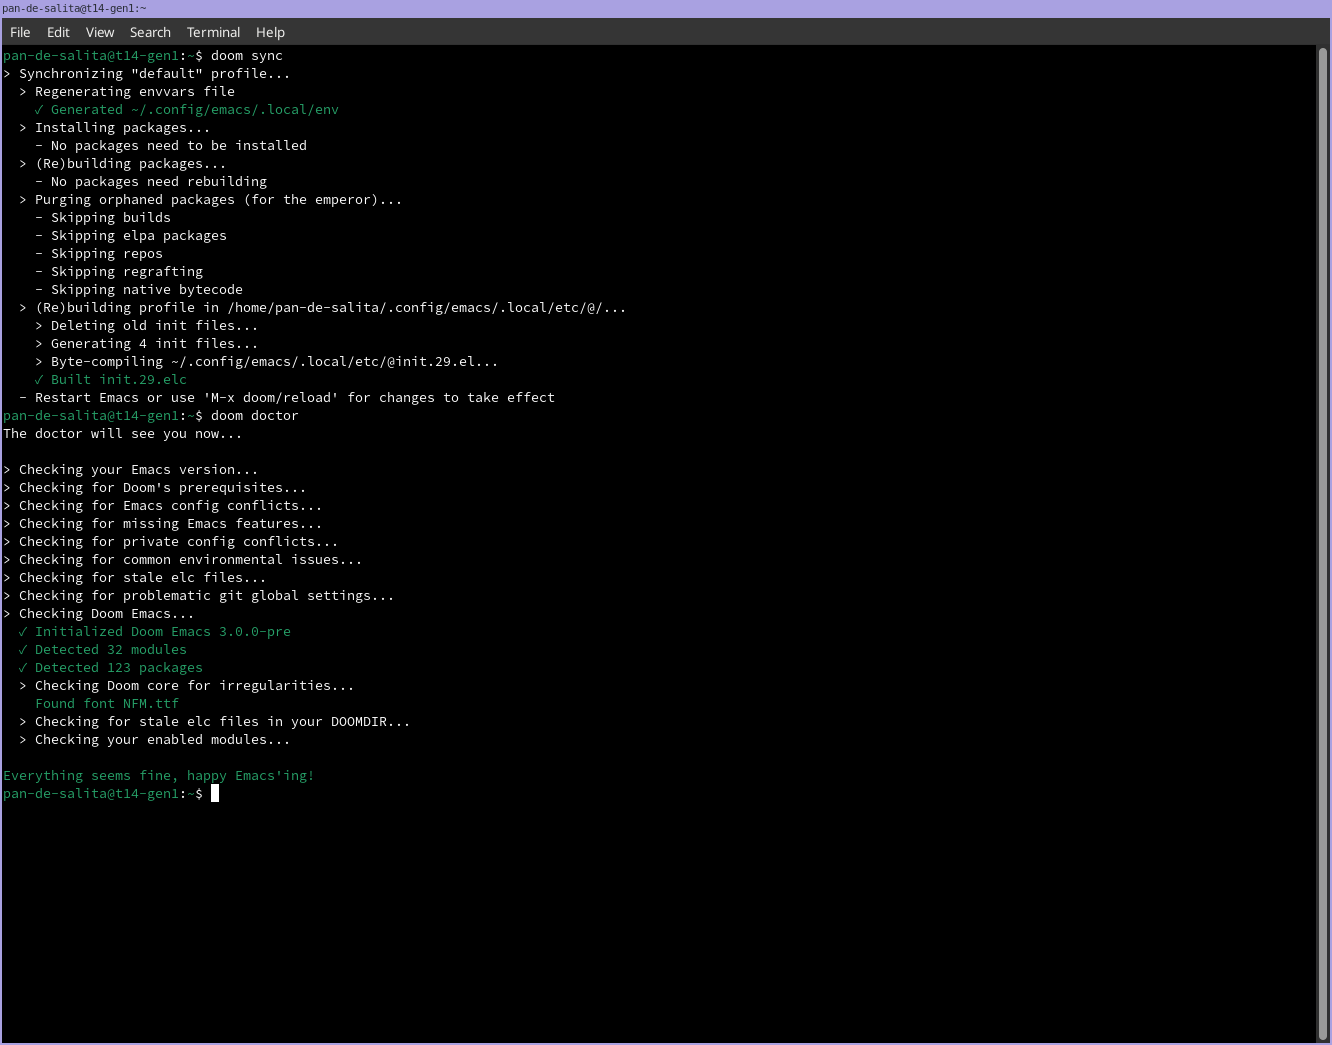 pan-de-salita@t14-gen1:~
File Edit View Search Terminal Help
pan-de-salita@t14-gen1:~$ doom sync
> Synchronizing "default" profile...
  > Regenerating envvars file
    ✓ Generated ~/.config/emacs/.local/env
  > Installing packages...
    - No packages need to be installed
  > (Re)building packages...
    - No packages need rebuilding
  > Purging orphaned packages (for the emperor)...
    - Skipping builds
    - Skipping elpa packages
    - Skipping repos
    - Skipping regrafting
    - Skipping native bytecode
  > (Re)building profile in /home/pan-de-salita/.config/emacs/.local/etc/@/...
    > Deleting old init files...
    > Generating 4 init files...
    > Byte-compiling ~/.config/emacs/.local/etc/@init.29.el...
    ✓ Built init.29.elc
  - Restart Emacs or use 'M-x doom/reload' for changes to take effect
pan-de-salita@t14-gen1:~$ doom doctor
The doctor will see you now...

> Checking your Emacs version...
> Checking for Doom's prerequisites...
> Checking for Emacs config conflicts...
> Checking for missing Emacs features...
> Checking for private config conflicts...
> Checking for common environmental issues...
> Checking for stale elc files...
> Checking for problematic git global settings...
> Checking Doom Emacs...
  ✓ Initialized Doom Emacs 3.0.0-pre
  ✓ Detected 32 modules
  ✓ Detected 123 packages
  > Checking Doom core for irregularities...
    Found font NFM.ttf
  > Checking for stale elc files in your DOOMDIR...
  > Checking your enabled modules...

Everything seems fine, happy Emacs'ing!
pan-de-salita@t14-gen1:~$